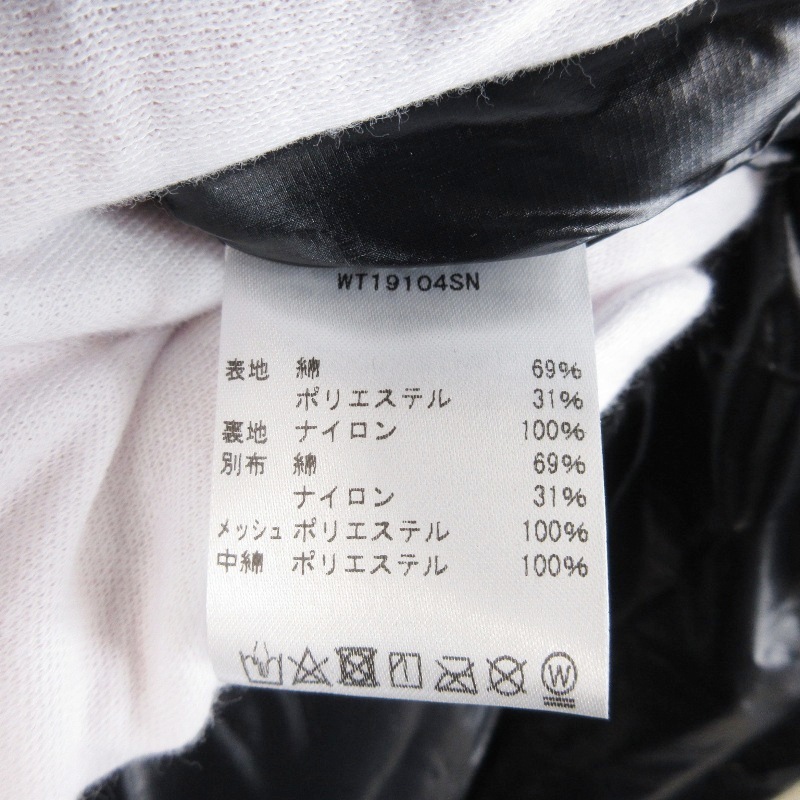 WT19104SN
表地 綿 69%
ポリエステル 31%
裏地 ナイロン 100%
別布 綿 69%
ナイロン 31%
メッシュ ポリエステル 100%
中綿 ポリエステル 100%
W